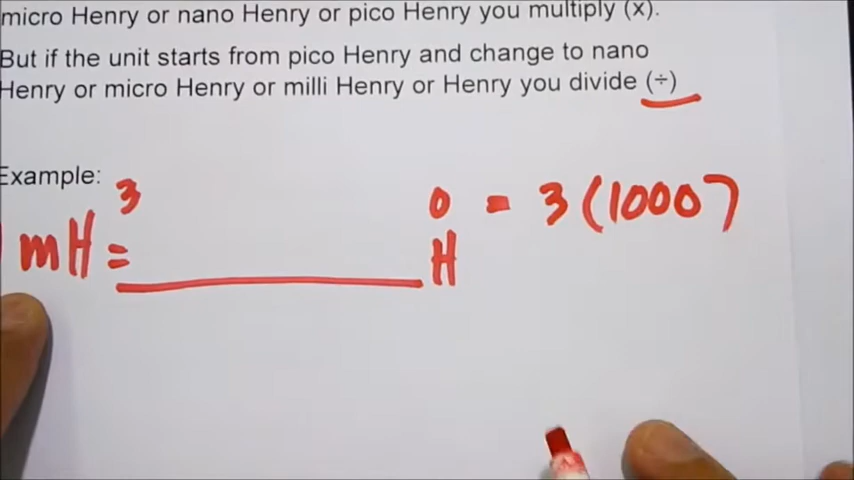 micro Henry or nano Henry or pico Henry you multiply (x).
But if the unit starts from pico Henry and change to nano
Henry or micro Henry or milli Henry or Henry you divide (÷)
Example:
3 0 = 3 (1000)
mH = H